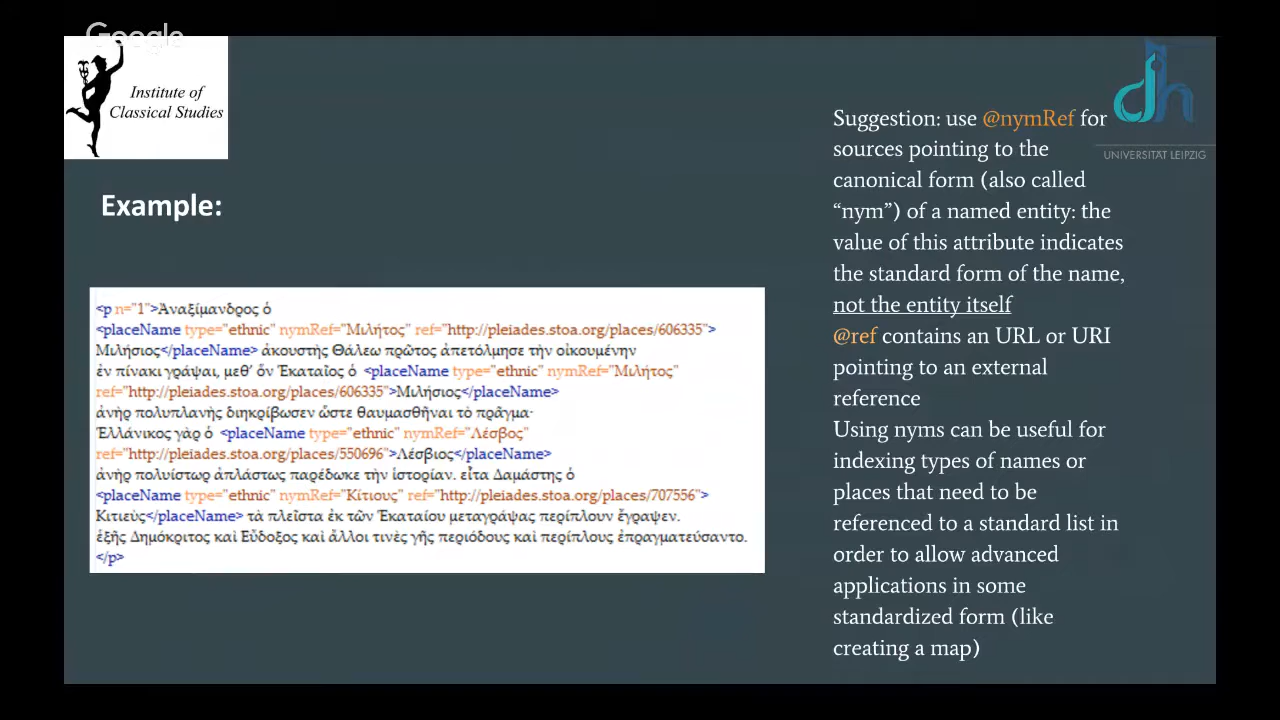 Google
Institute of
Classical Studies
UNIVERSITÄT LEIPZIG
Example:
<p n="1">Ἀναξίμανδρος ὁ
<placeName type="ethnic" nymRef="Μιλήτος" ref="http://pleiades.stoa.org/places/606335">
Μιλήσιος</placeName> ἀκουστὴς Θάλεω πρῶτος ἀπετόλμησε τὴν οἰκουμένην
ἐν πίνακι γράψαι, μεθ’ ὃν Ἑκαταῖος ὁ <placeName type="ethnic" nymRef="Μιλήτος"
ref="http://pleiades.stoa.org/places/606335">Μιλήσιος</placeName>
ἀνὴρ πολυπλανὴς διηκρίβωσεν ὥστε θαυμασθῆναι τὸ πρᾶγμα·
Ἑλλάνικος γὰρ ὁ <placeName type="ethnic" nymRef="Λέσβος"
ref="http://pleiades.stoa.org/places/550696">Λέσβιος</placeName>
ἀνὴρ πολυίστωρ ἀπλάστως παρέδωκε τὴν ἱστορίαν. εἶτα Δαμάστης ὁ
<placeName type="ethnic" nymRef="Κίτιους" ref="http://pleiades.stoa.org/places/707556">
Κιτιεὺς</placeName> τὰ πλεῖστα ἐκ τῶν Ἑκαταίου μεταγράψας περίπλουν ἔγραψεν.
ἑξῆς Δημόκριτος καὶ Εὔδοξος καὶ ἄλλοι τινὲς γῆς περιόδους καὶ περίπλους ἐπραγματεύσαντο.
</p>
Suggestion: use @nymRef for
sources pointing to the
canonical form (also called
“nym”) of a named entity: the
value of this attribute indicates
the standard form of the name,
not the entity itself
@ref contains an URL or URI
pointing to an external
reference
Using nyms can be useful for
indexing types of names or
places that need to be
referenced to a standard list in
order to allow advanced
applications in some
standardized form (like
creating a map)